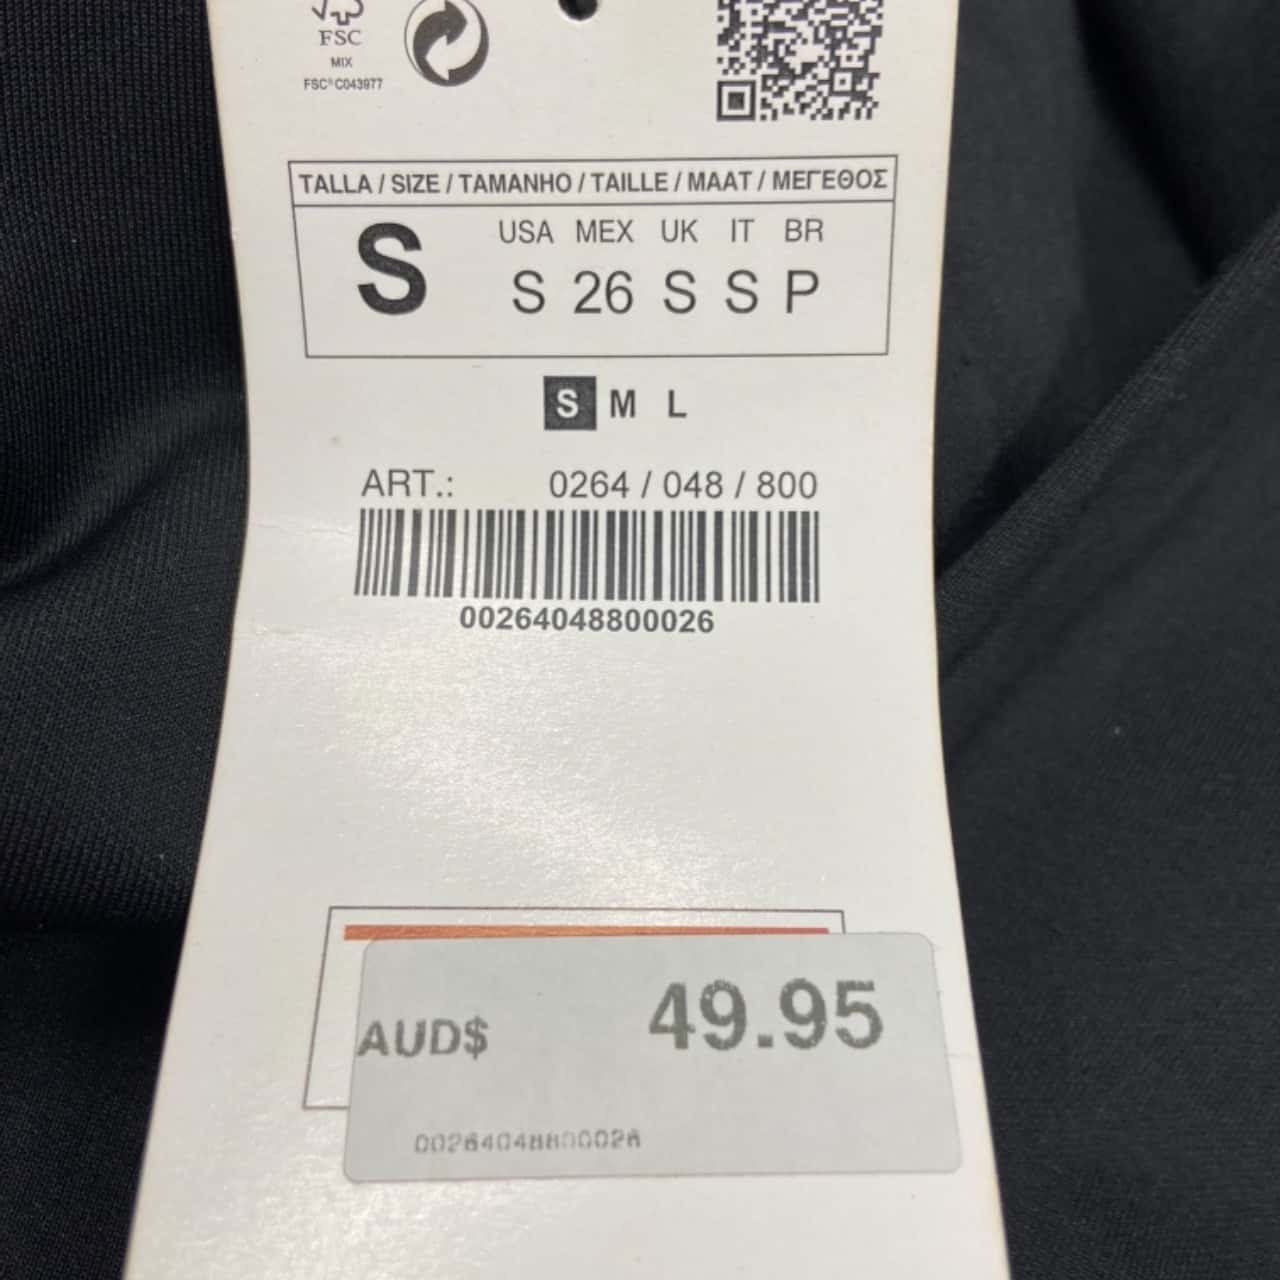 FSC
MIX
FSC® C043977
TALLA / SIZE / TAMANHO / TAILLE / MAAT / ΜΕΓΕΘΟΣ
USA MEX UK IT BR
S S 26 S S P
S M L
ART.: 0264 / 048 / 800
00264048800026
AUD$ 49.95
00264048800026